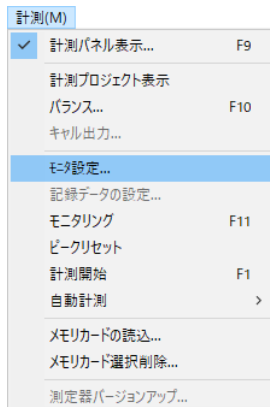 計測(M)
計測パネル表示... F9
計測プロジェクト表示
バランス... F10
キャル出力...
モニタ設定...
記録データの設定...
モニタリング F11
ピークリセット
計測開始 F1
自動計測
メモリカードの読込...
メモリカード選択削除...
測定器バージョンアップ...